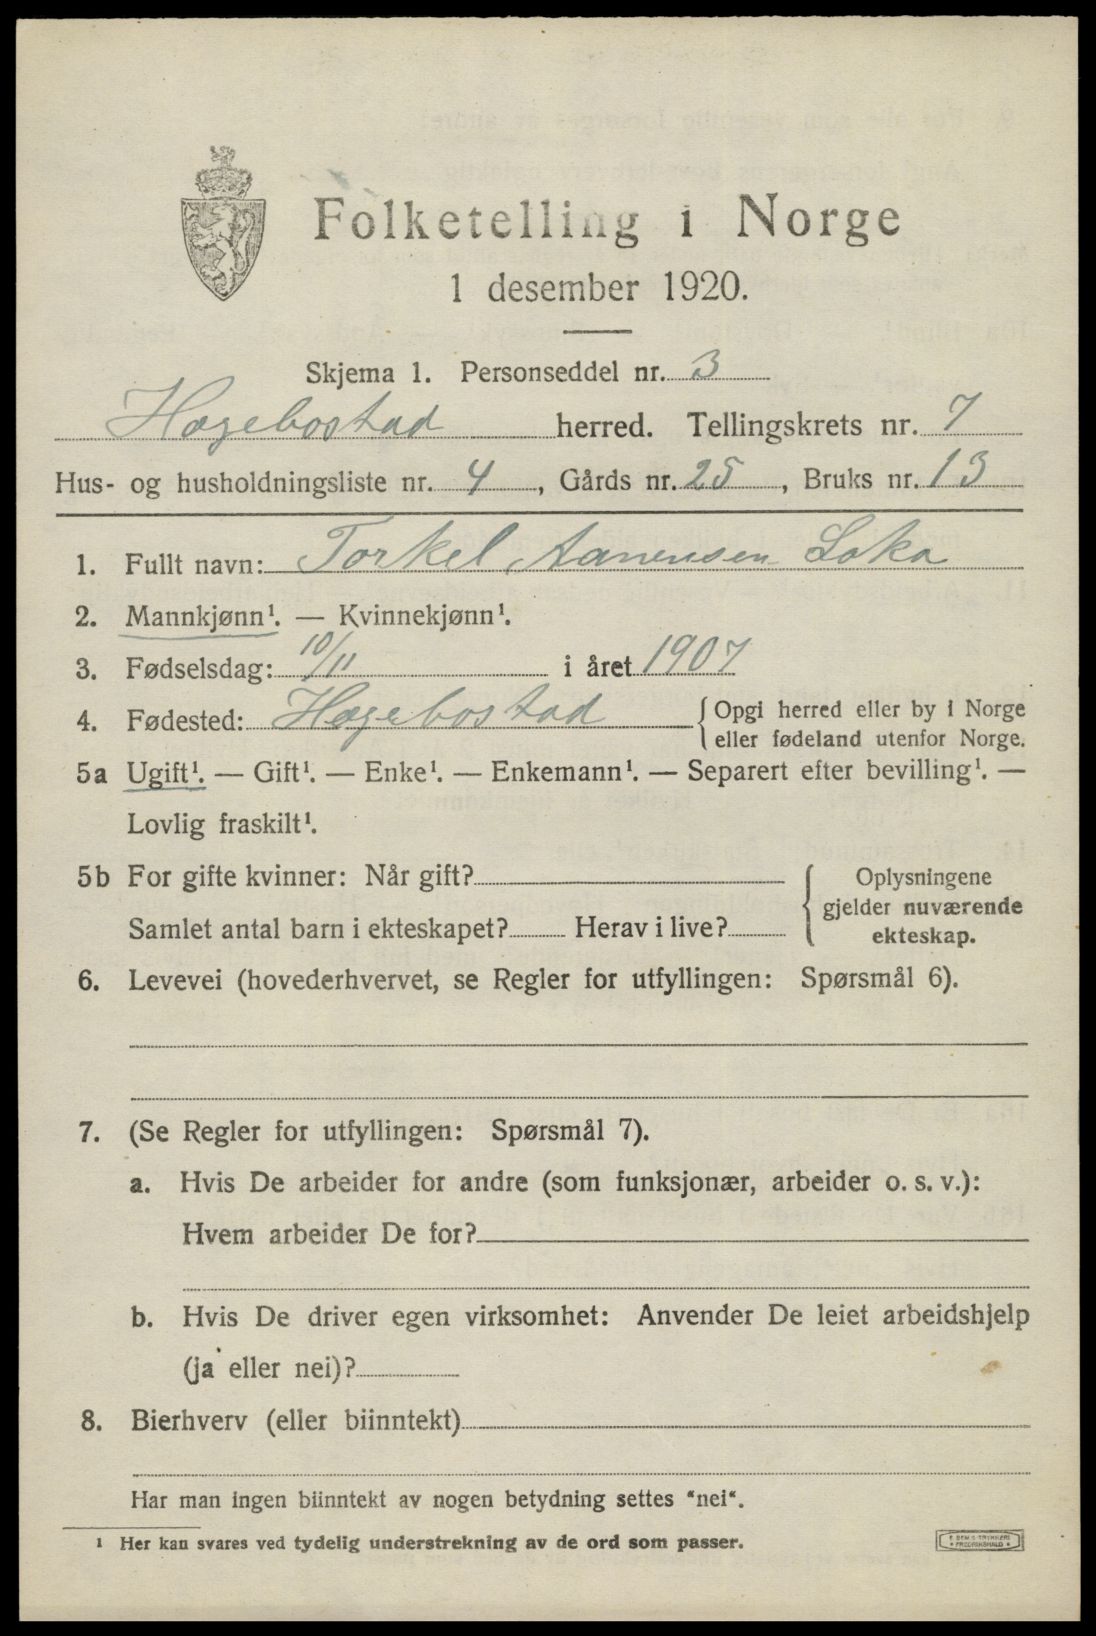 Folketelling i Norge
1 desember 1920.
Skjema 1. Personseddel nr. 3
Hægebostad herred. Tellingskrets nr. 7
Hus- og husholdningsliste nr. 4, Gårds nr. 25, Bruks nr. 13
1. Fullt navn: Torkel Aanensen Loka
2. Mannkjønn¹. — Kvinnekjønn¹.
3. Fødselsdag: 10/11 i året 1907
4. Fødested: Hægebostad { Opgi herred eller by i Norge
eller fødeland utenfor Norge.
5a Ugift¹. — Gift¹. — Enke¹. — Enkemann¹. — Separert efter bevilling¹. —
Lovlig fraskilt¹.
5b For gifte kvinner: Når gift? { Oplysningene
gjelder nuværende
Samlet antal barn i ekteskapet? Herav i live? ekteskap.
6. Levevei (hovederhvervet, se Regler for utfyllingen: Spørsmål 6).
7. (Se Regler for utfyllingen: Spørsmål 7).
a. Hvis De arbeider for andre (som funksjonær, arbeider o. s. v.):
Hvem arbeider De for?
b. Hvis De driver egen virksomhet: Anvender De leiet arbeidshjelp
(ja eller nei)?
8. Bierhverv (eller biinntekt)
Har man ingen biinntekt av nogen betydning settes "nei".
¹ Her kan svares ved tydelig understrekning av de ord som passer.